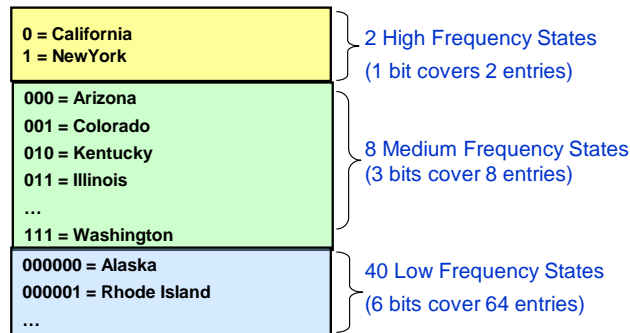 0 = California
1 = NewYork
2 High Frequency States
(1 bit covers 2 entries)
000 = Arizona
001 = Colorado
010 = Kentucky
011 = Illinois
…
111 = Washington
8 Medium Frequency States
(3 bits cover 8 entries)
000000 = Alaska
000001 = Rhode Island
…
40 Low Frequency States
(6 bits cover 64 entries)